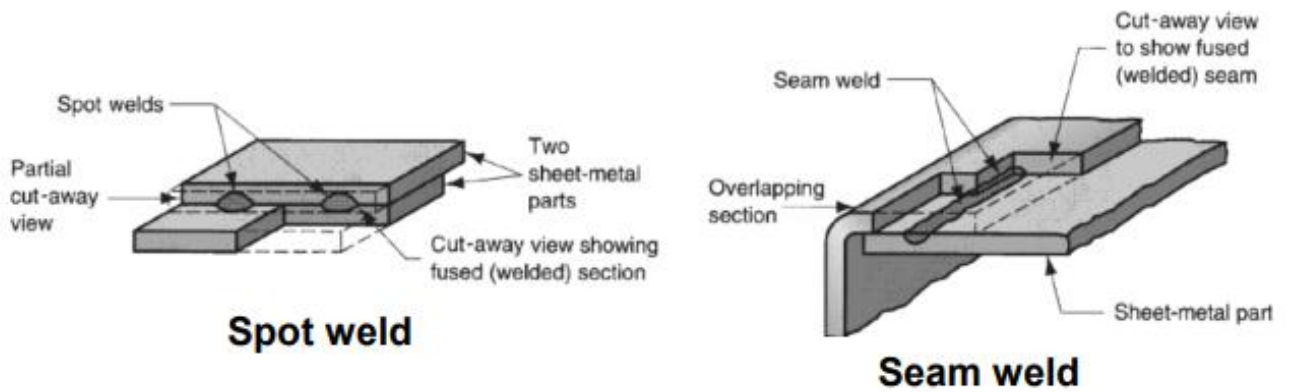 Spot welds
Partial
cut-away
view
Two
sheet-metal
parts
Cut-away view showing
fused (welded) section
Spot weld
Cut-away view
to show fused
(welded) seam
Seam weld
Overlapping
section
Sheet-metal part
Seam weld